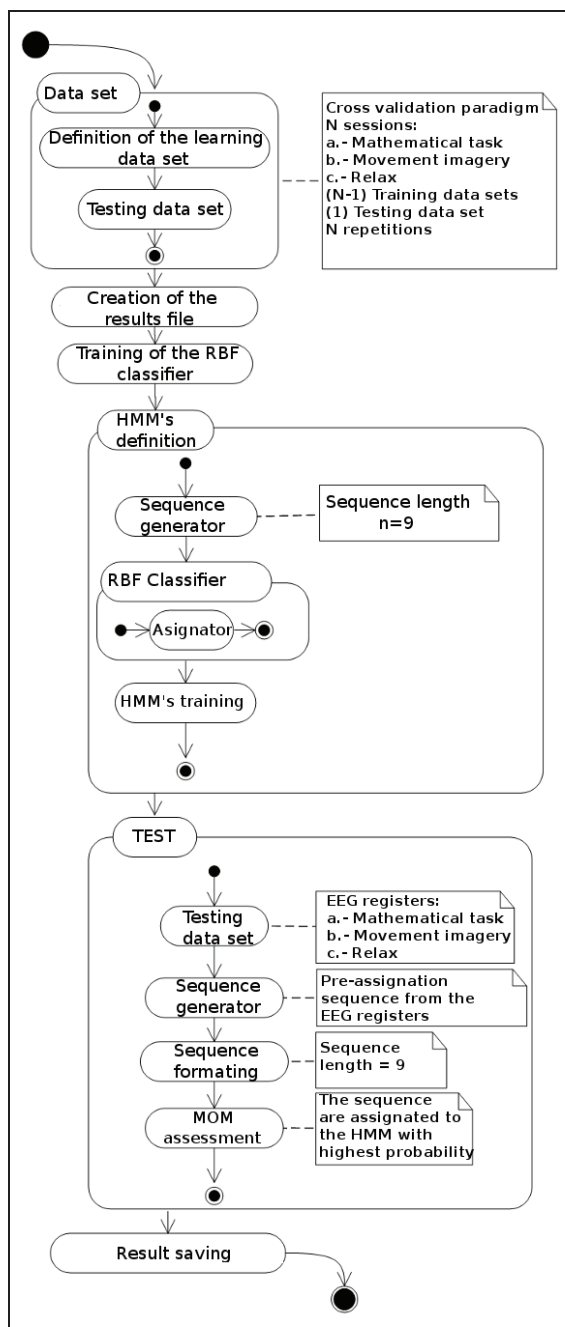 Data set
Definition of the learning
data set
Testing data set
Cross validation paradigm
N sessions:
a.- Mathematical task
b.- Movement imagery
c.- Relax
(N-1) Training data sets
(1) Testing data set
N repetitions
Creation of the
results file
Training of the RBF
classifier
HMM's
definition
Sequence
generator
Sequence length
n=9
RBF Classifier
Asignator
HMM's training
TEST
Testing
data set
EEG registers:
a.- Mathematical task
b.- Movement imagery
c.- Relax
Sequence
generator
Pre-assignation
sequence from the
EEG registers
Sequence
formating
Sequence
length = 9
MOM
assessment
The sequence
are assignated to
the HMM with
highest probability
Result saving